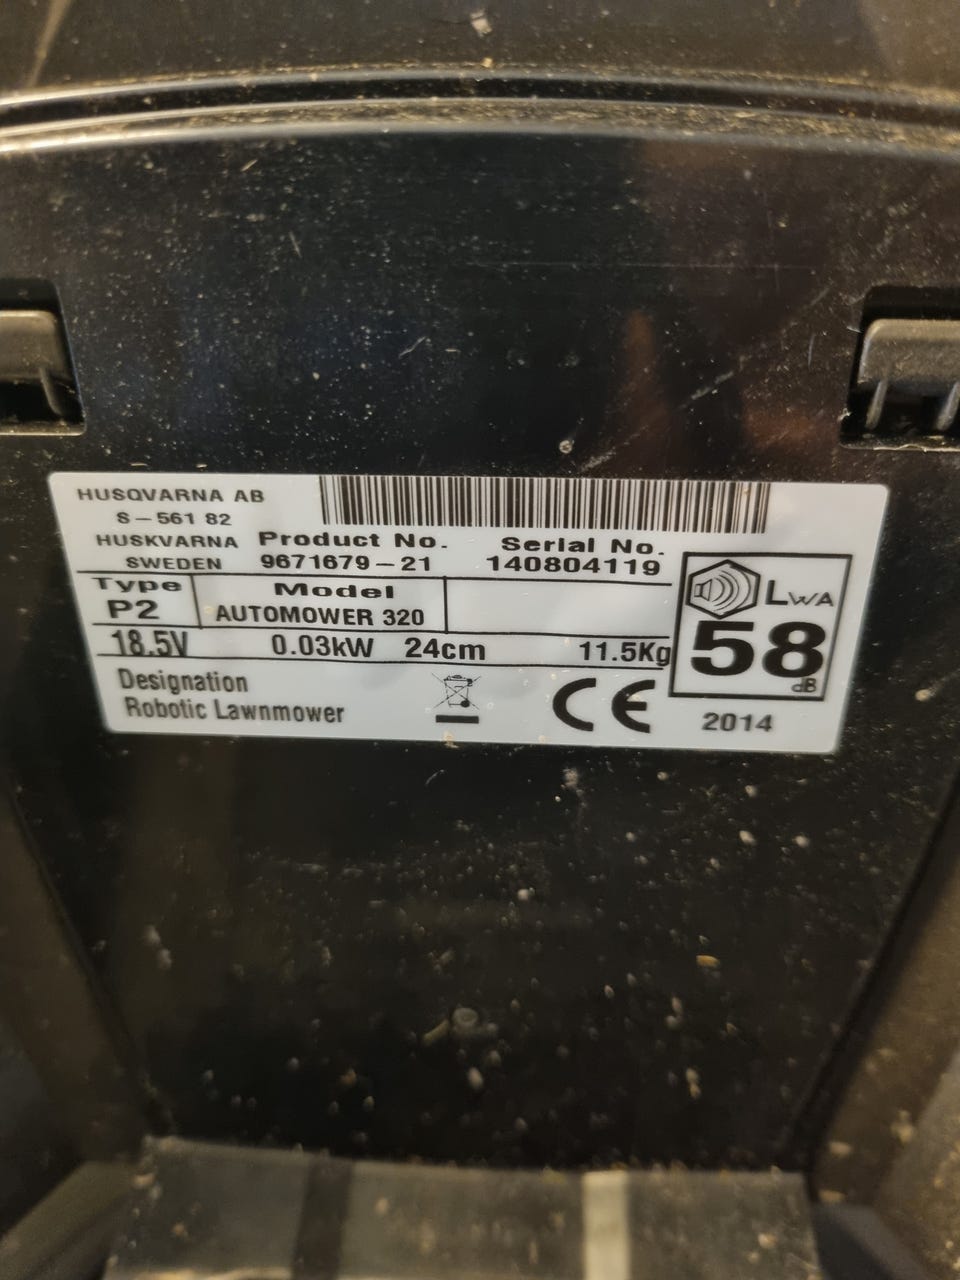 HUSQVARNA AB
S-561 82
HUSKVARNA
SWEDEN
Product No.
9671679-21
Serial No.
140804119
Type
P2
Model
AUTOMOWER 320
18.5V 0.03kW 24cm 11.5Kg
Designation
Robotic Lawnmower
CE
LWA
58
dB
2014